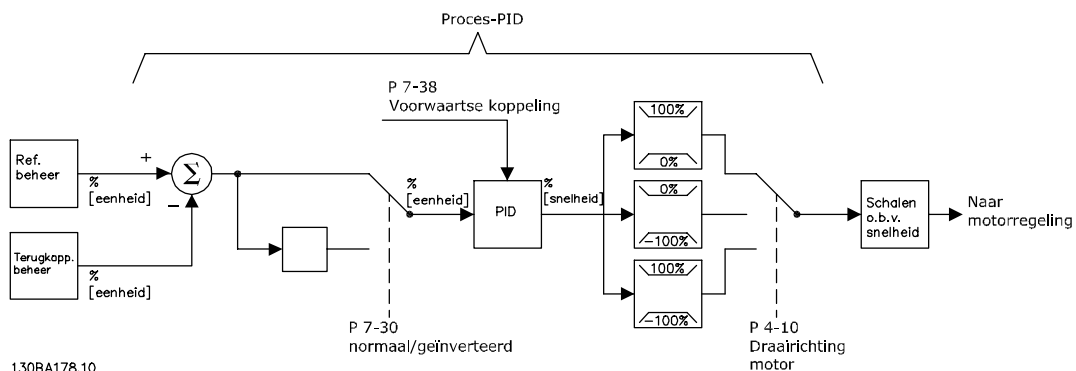 Proces-PID
P 7-38
Voorwaartse koppeling
100%
0%
Ref.
beheer
+
%
[eenheid]
Σ
−
%
[eenheid]
PID
%
[snelheid]
0%
−100%
Schalen
o.b.v.
snelheid
Naar
motorregeling
Terugkopp.
beheer
%
[eenheid]
100%
−100%
P 7-30
normaal/geïnverteerd
P 4-10
Draairichting
motor
130BA178.10